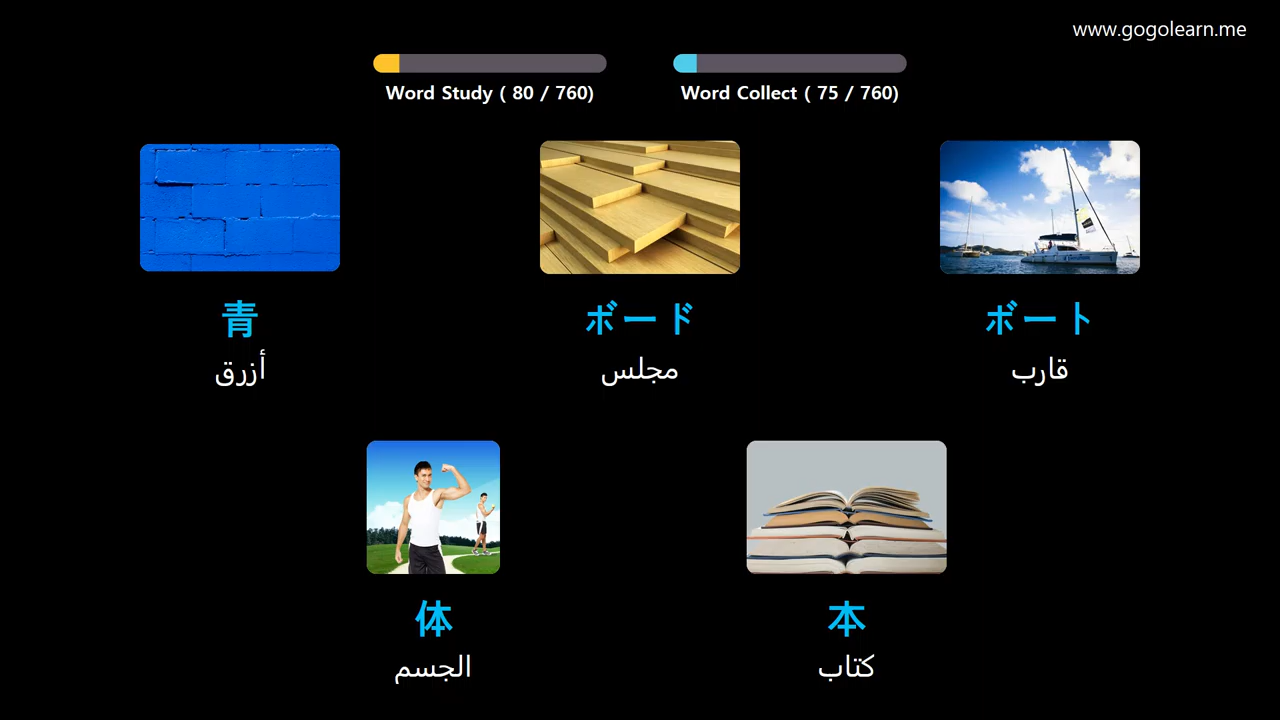 www.gogolearn.me
Word Study ( 80 / 760)
Word Collect ( 75 / 760)
青
أزرق
ボード
مجلس
ボート
قارب
体
الجسم
本
كتاب